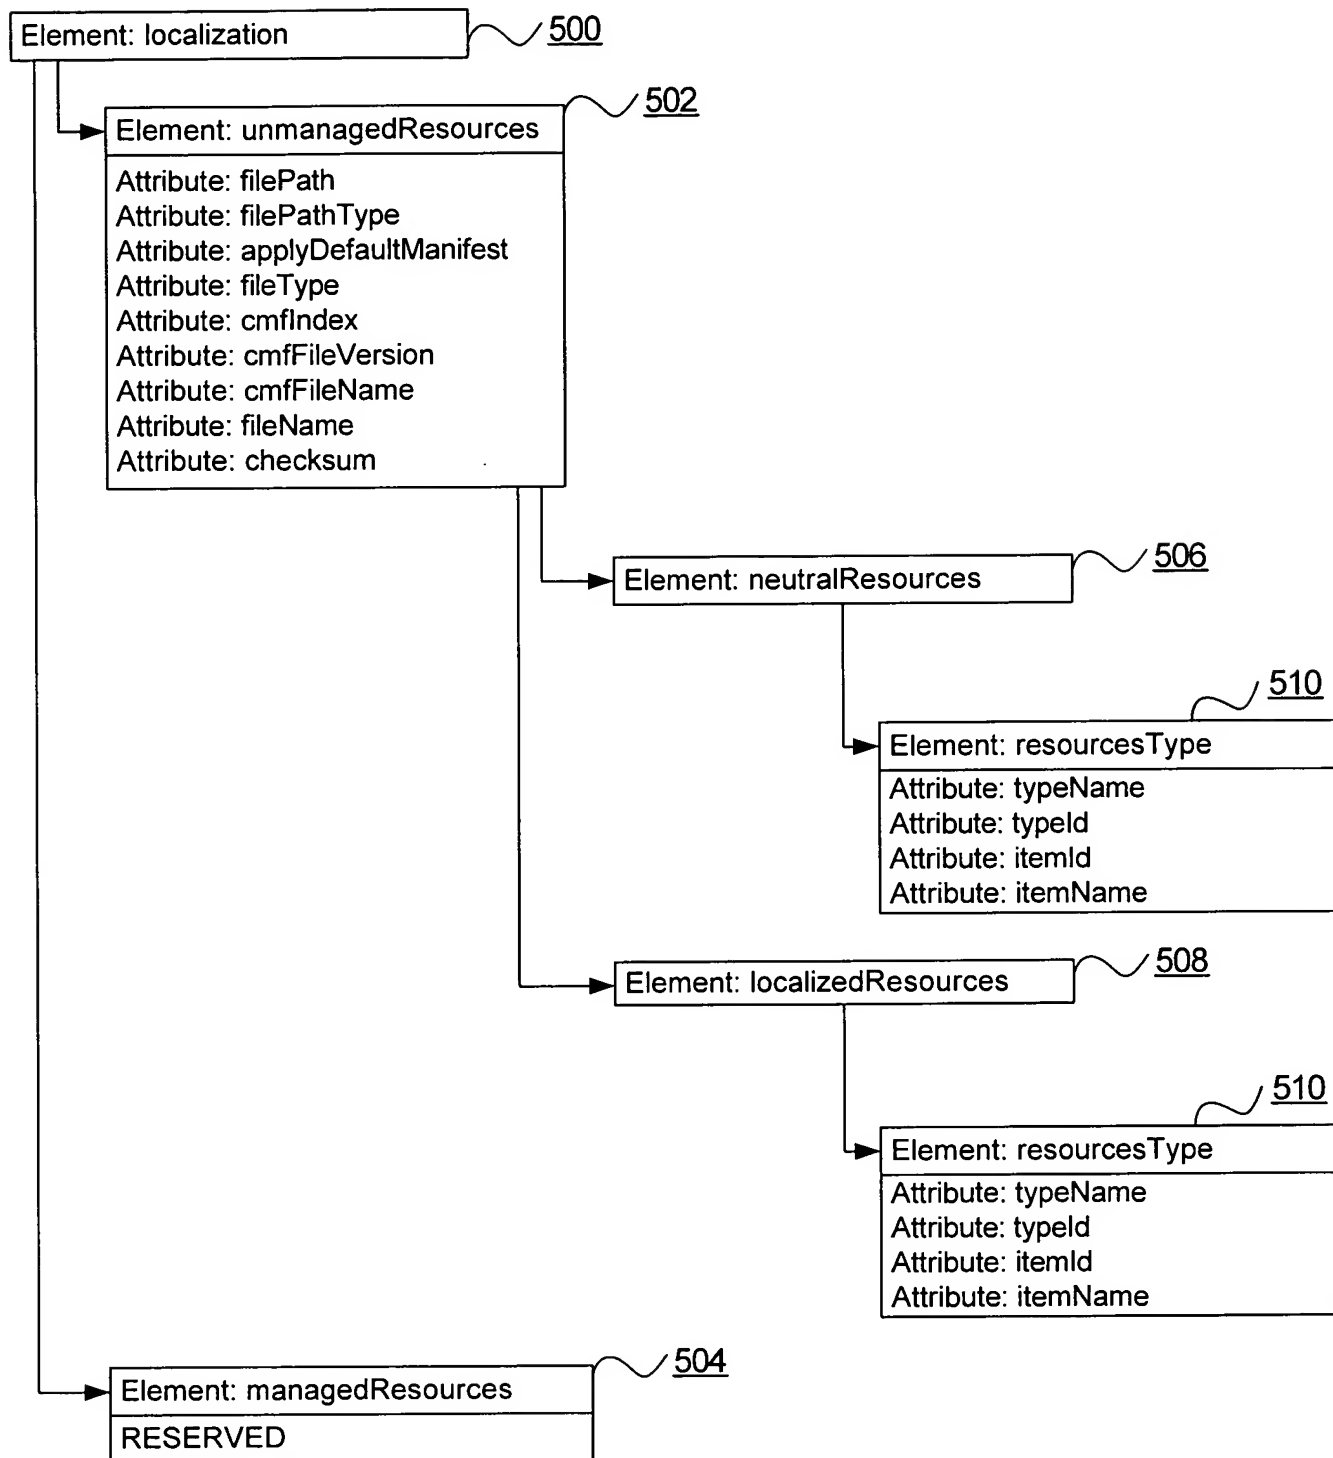 Element: localization
500
502
Element: unmanagedResources
Attribute: filePath
Attribute: filePathType
Attribute: applyDefaultManifest
Attribute: fileType
Attribute: cmfIndex
Attribute: cmfFileVersion
Attribute: cmfFileName
Attribute: fileName
Attribute: checksum
506
Element: neutralResources
510
Element: resourcesType
Attribute: typeName
Attribute: typeId
Attribute: itemId
Attribute: itemName
508
Element: localizedResources
510
Element: resourcesType
Attribute: typeName
Attribute: typeId
Attribute: itemId
Attribute: itemName
504
Element: managedResources
RESERVED